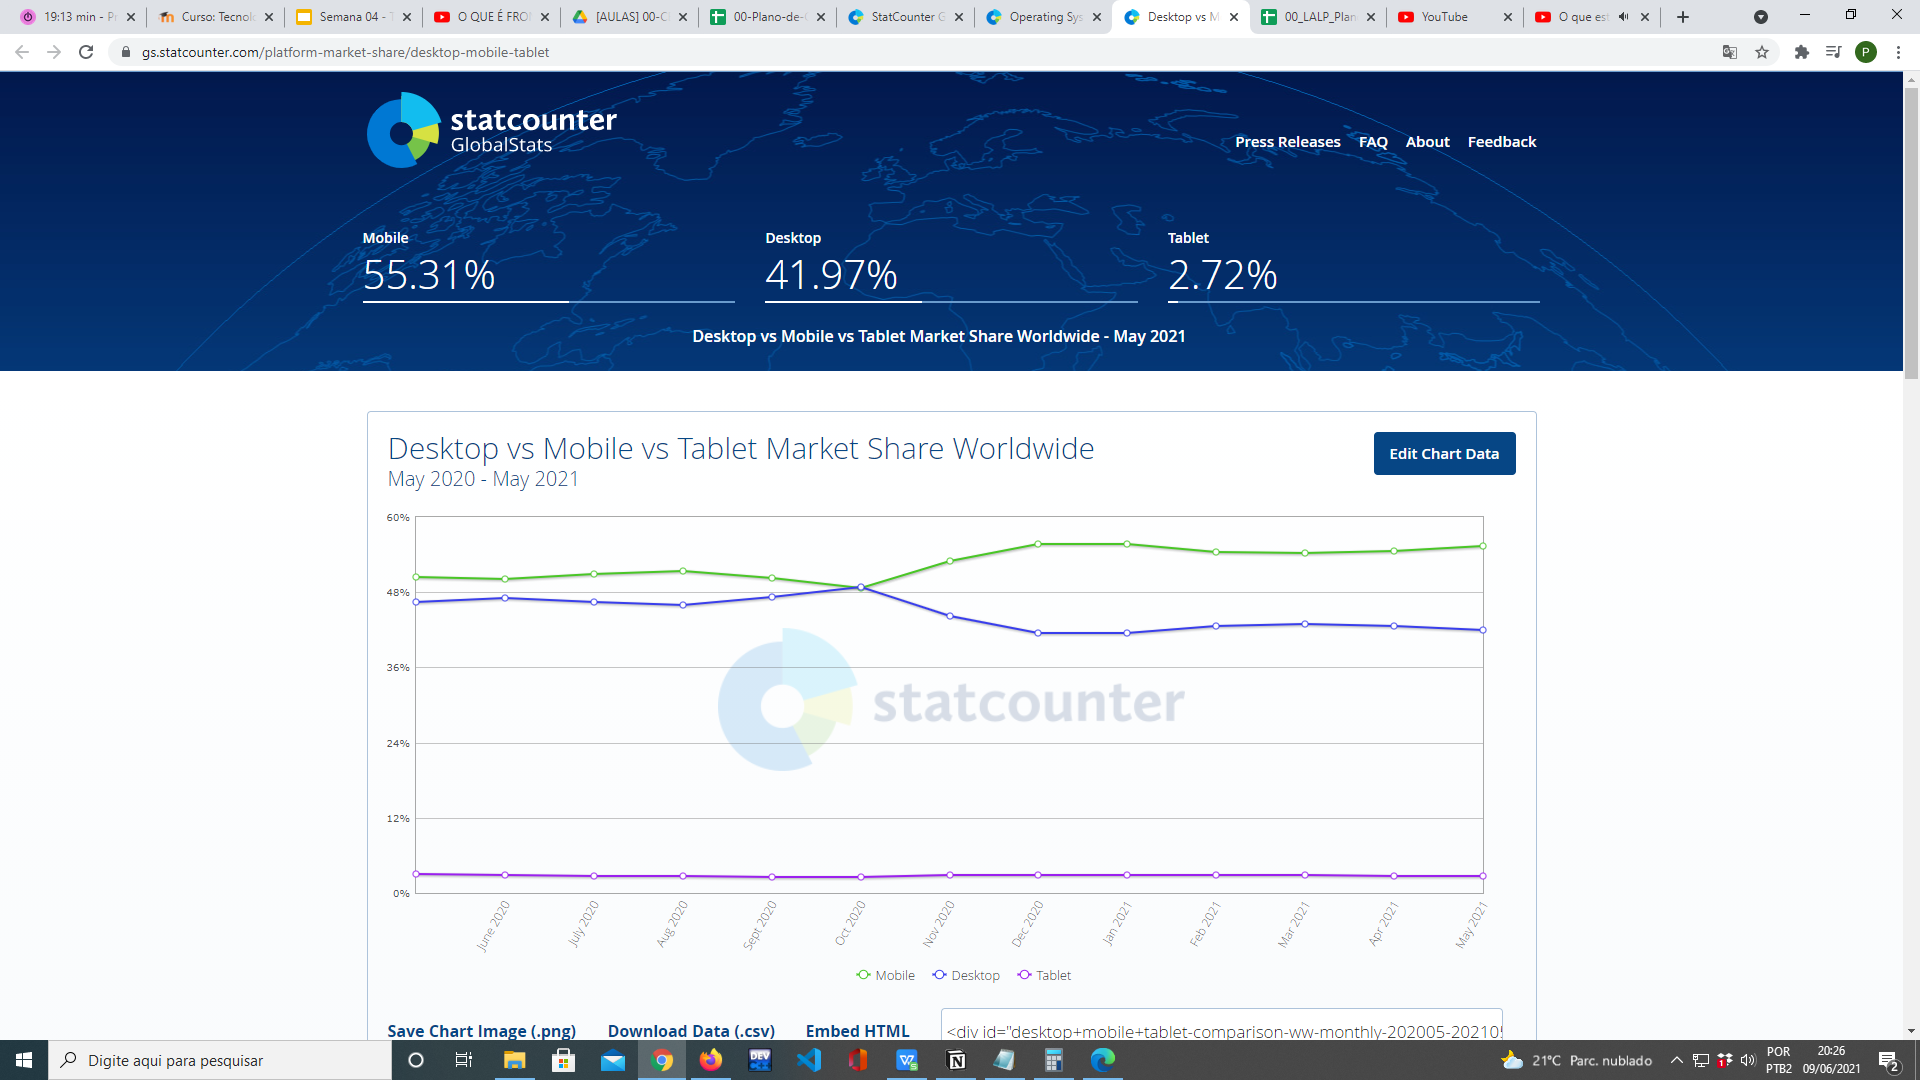 19:13 min - P
Curso: Tecnol
Semana 04 - T
O QUE É FRO
[AULAS] 00-C
00-Plano-de-
StatCounter G
Operating Sys
Desktop vs M
00_LALP_Plan
YouTube
O que est
gs.statcounter.com/platform-market-share/desktop-mobile-tablet
P
statcounter
GlobalStats
Press Releases
FAQ
About
Feedback
Mobile
55.31%
Desktop
41.97%
Tablet
2.72%
Desktop vs Mobile vs Tablet Market Share Worldwide - May 2021
Desktop vs Mobile vs Tablet Market Share Worldwide
May 2020 - May 2021
Edit Chart Data
60%
48%
36%
24%
12%
0%
statcounter
June 2020
July 2020
Aug 2020
Sept 2020
Oct 2020
Nov 2020
Dec 2020
Jan 2021
Feb 2021
Mar 2021
Apr 2021
May 2021
Mobile
Desktop
Tablet
Save Chart Image (.png)
Download Data (.csv)
Embed HTML
<div id="desktop+mobile+tablet-comparison-ww-monthly-202005-20210
Digite aqui para pesquisar
DEV
21°C Parc. nublado
POR
PTB2
20:26
09/06/2021
2